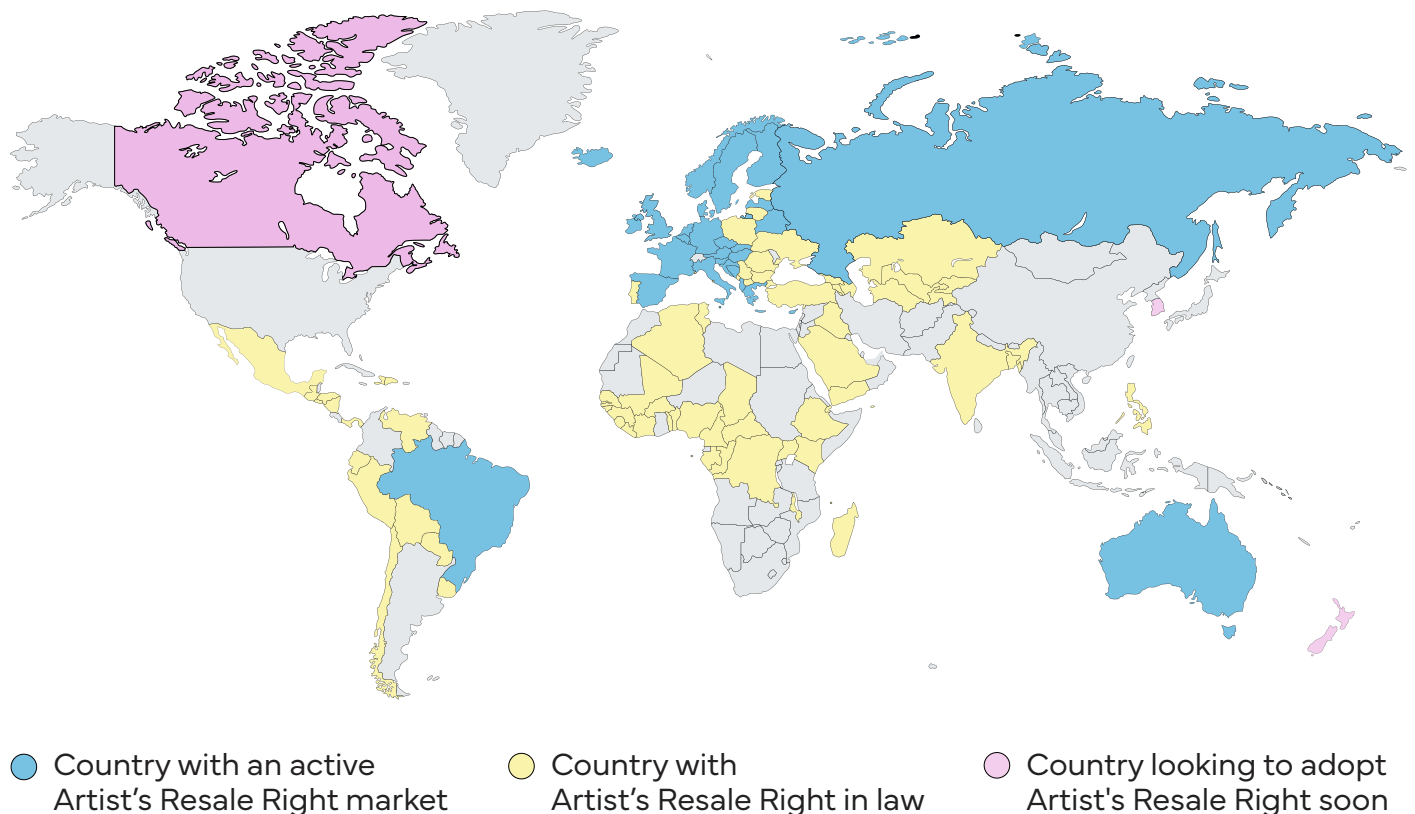 Country with an active
Artist’s Resale Right market
Country with
Artist’s Resale Right in law
Country looking to adopt
Artist's Resale Right soon